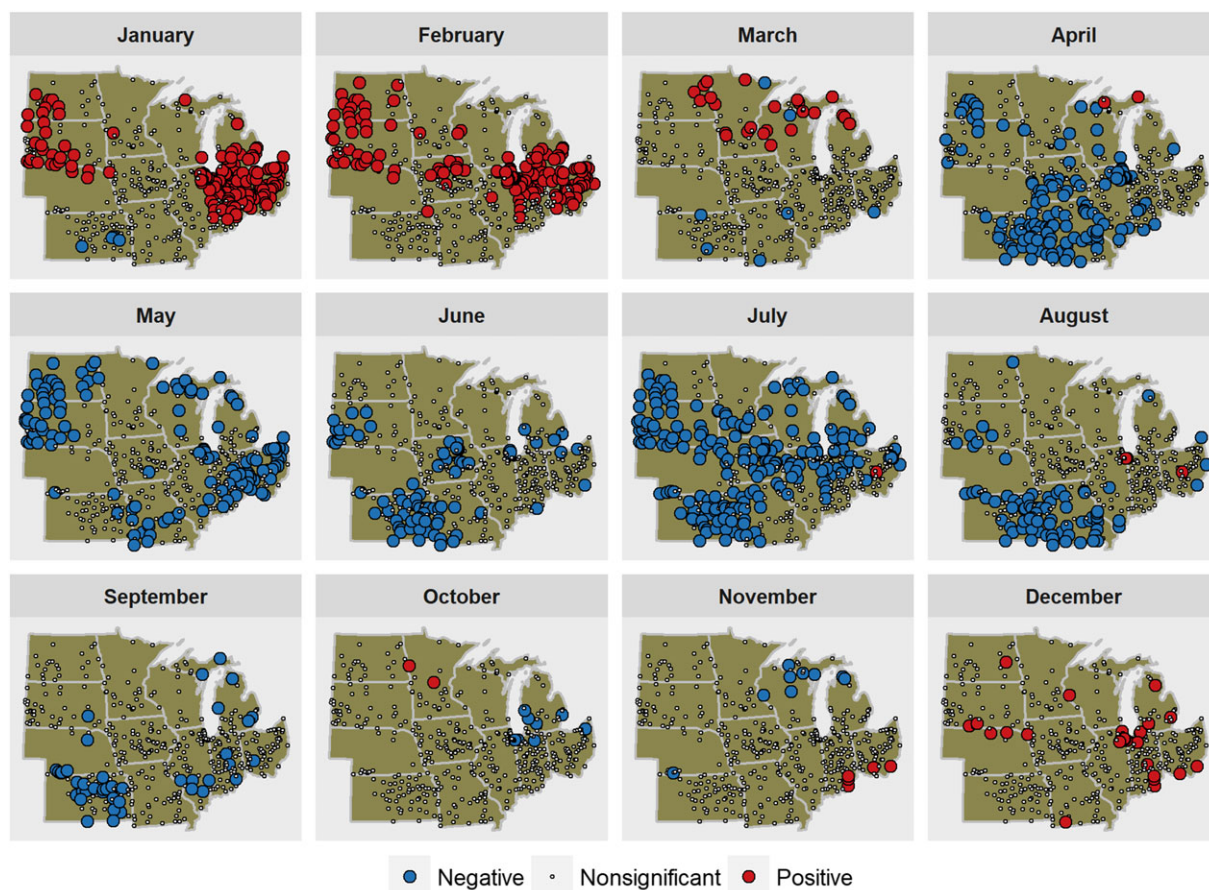 January
February
March
April
May
June
July
August
September
October
November
December
Negative
Nonsignificant
Positive